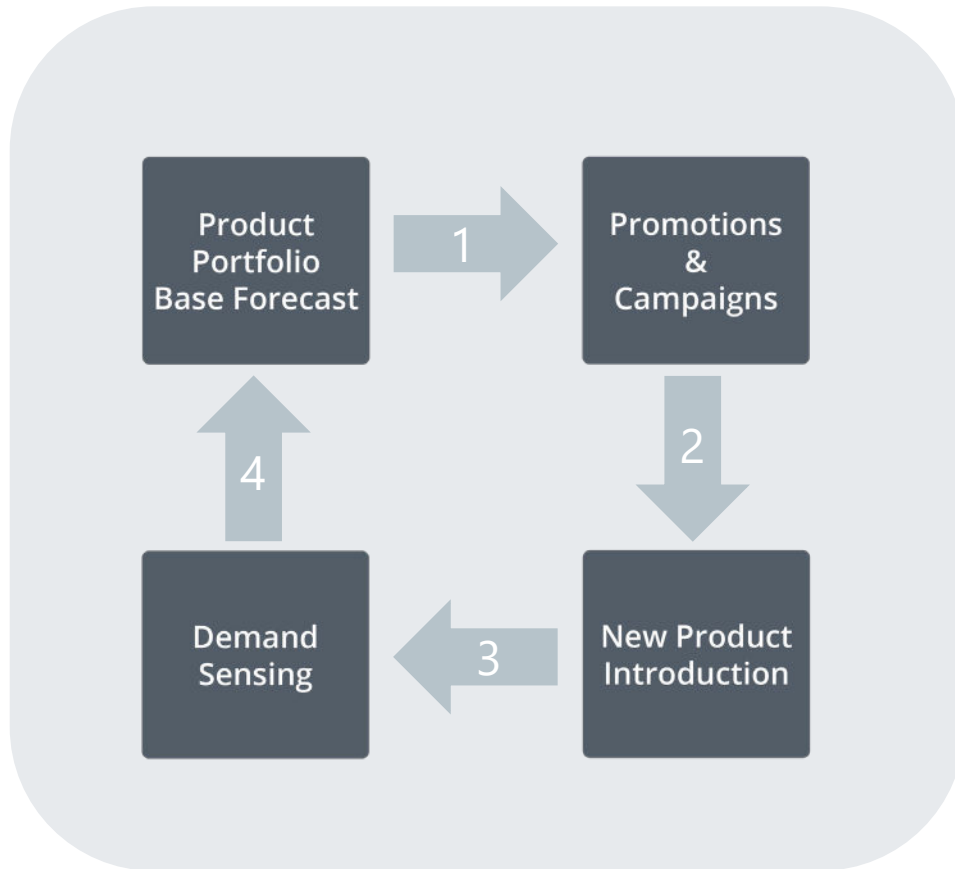 Product
Portfolio
Base Forecast
1
Promotions
&
Campaigns
2
New Product
Introduction
3
Demand
Sensing
4